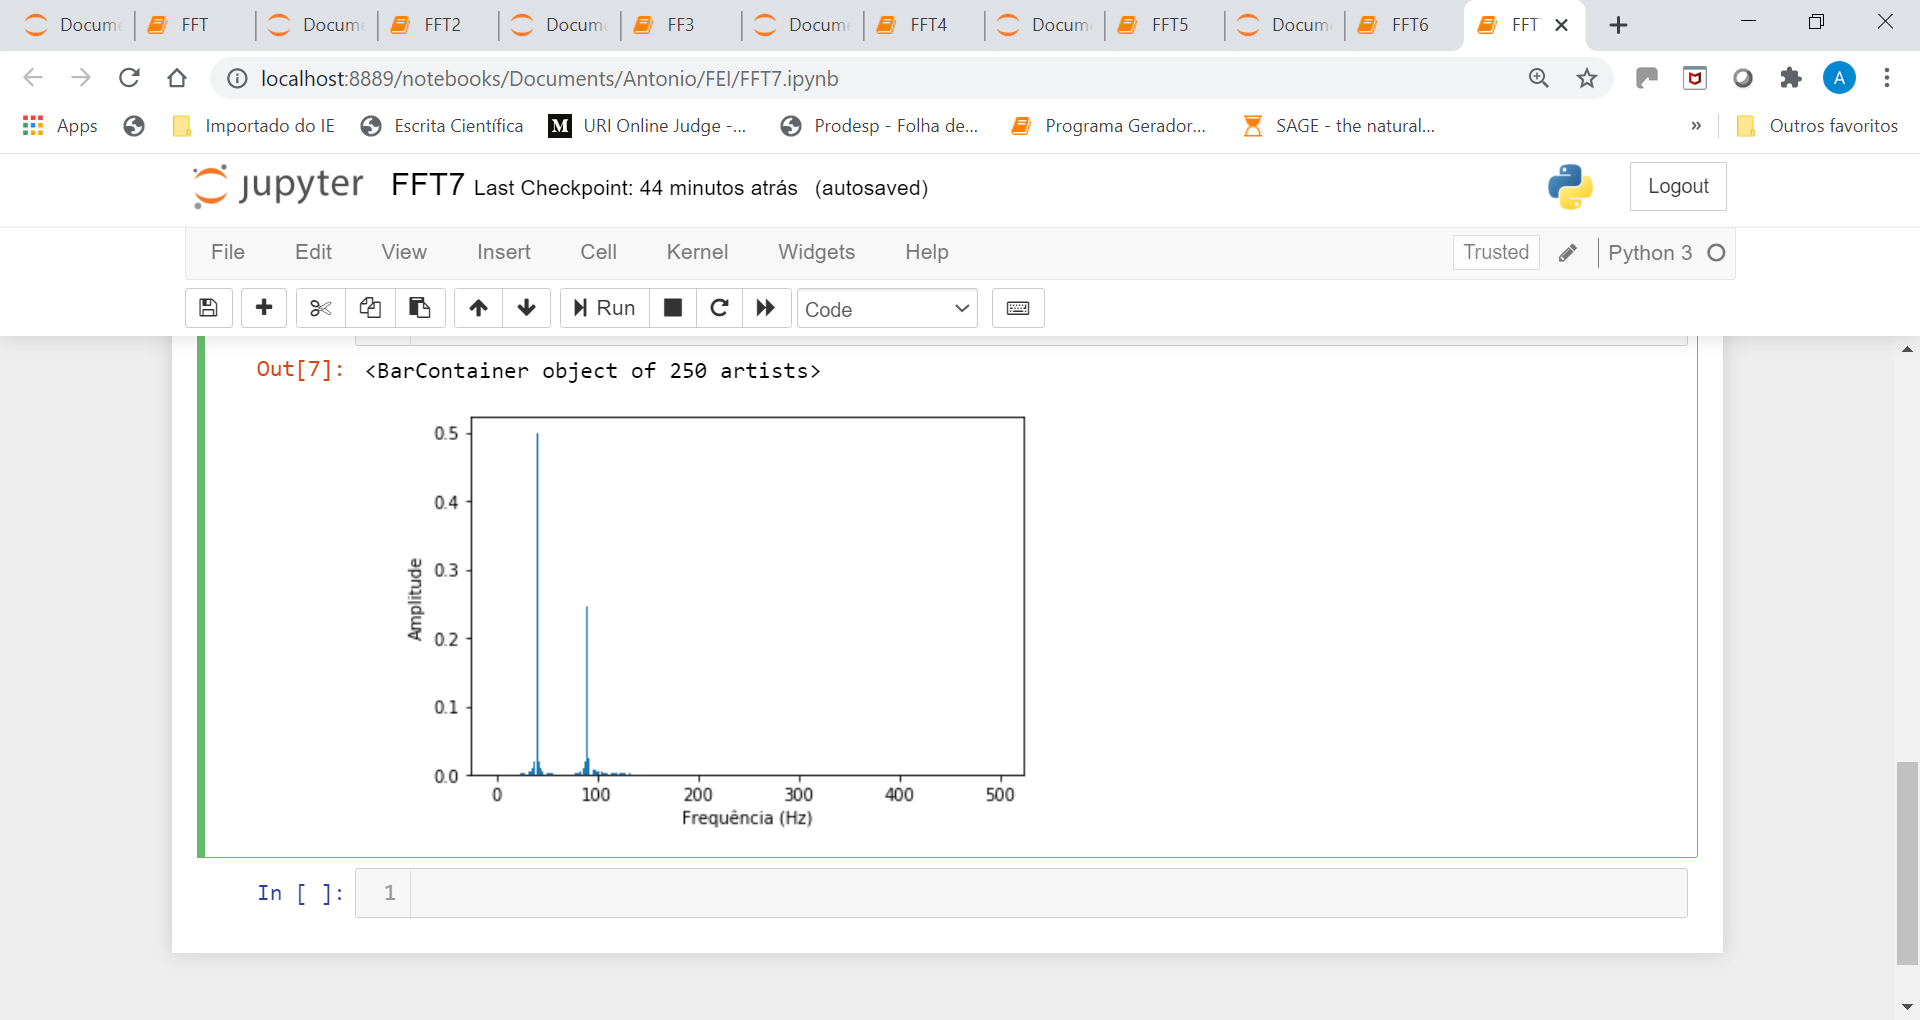 Docum FFT Docum FFT2 Docum FF3 Docum FFT4 Docum FFT5 Docum FFT6 FFT
localhost:8889/notebooks/Documents/Antonio/FEI/FFT7.ipynb A
Apps Importado do IE Escrita Científica M URI Online Judge -... Prodesp - Folha de... Programa Gerador... SAGE - the natural... » Outros favoritos
jupyter FFT7 Last Checkpoint: 44 minutos atrás (autosaved) Logout
File Edit View Insert Cell Kernel Widgets Help Trusted Python 3
Run Code
Out[7]: <BarContainer object of 250 artists>
0.5
0.4
0.3
0.2
0.1
0.0
Amplitude
0 100 200 300 400 500
Frequência (Hz)
In [ ]: 1